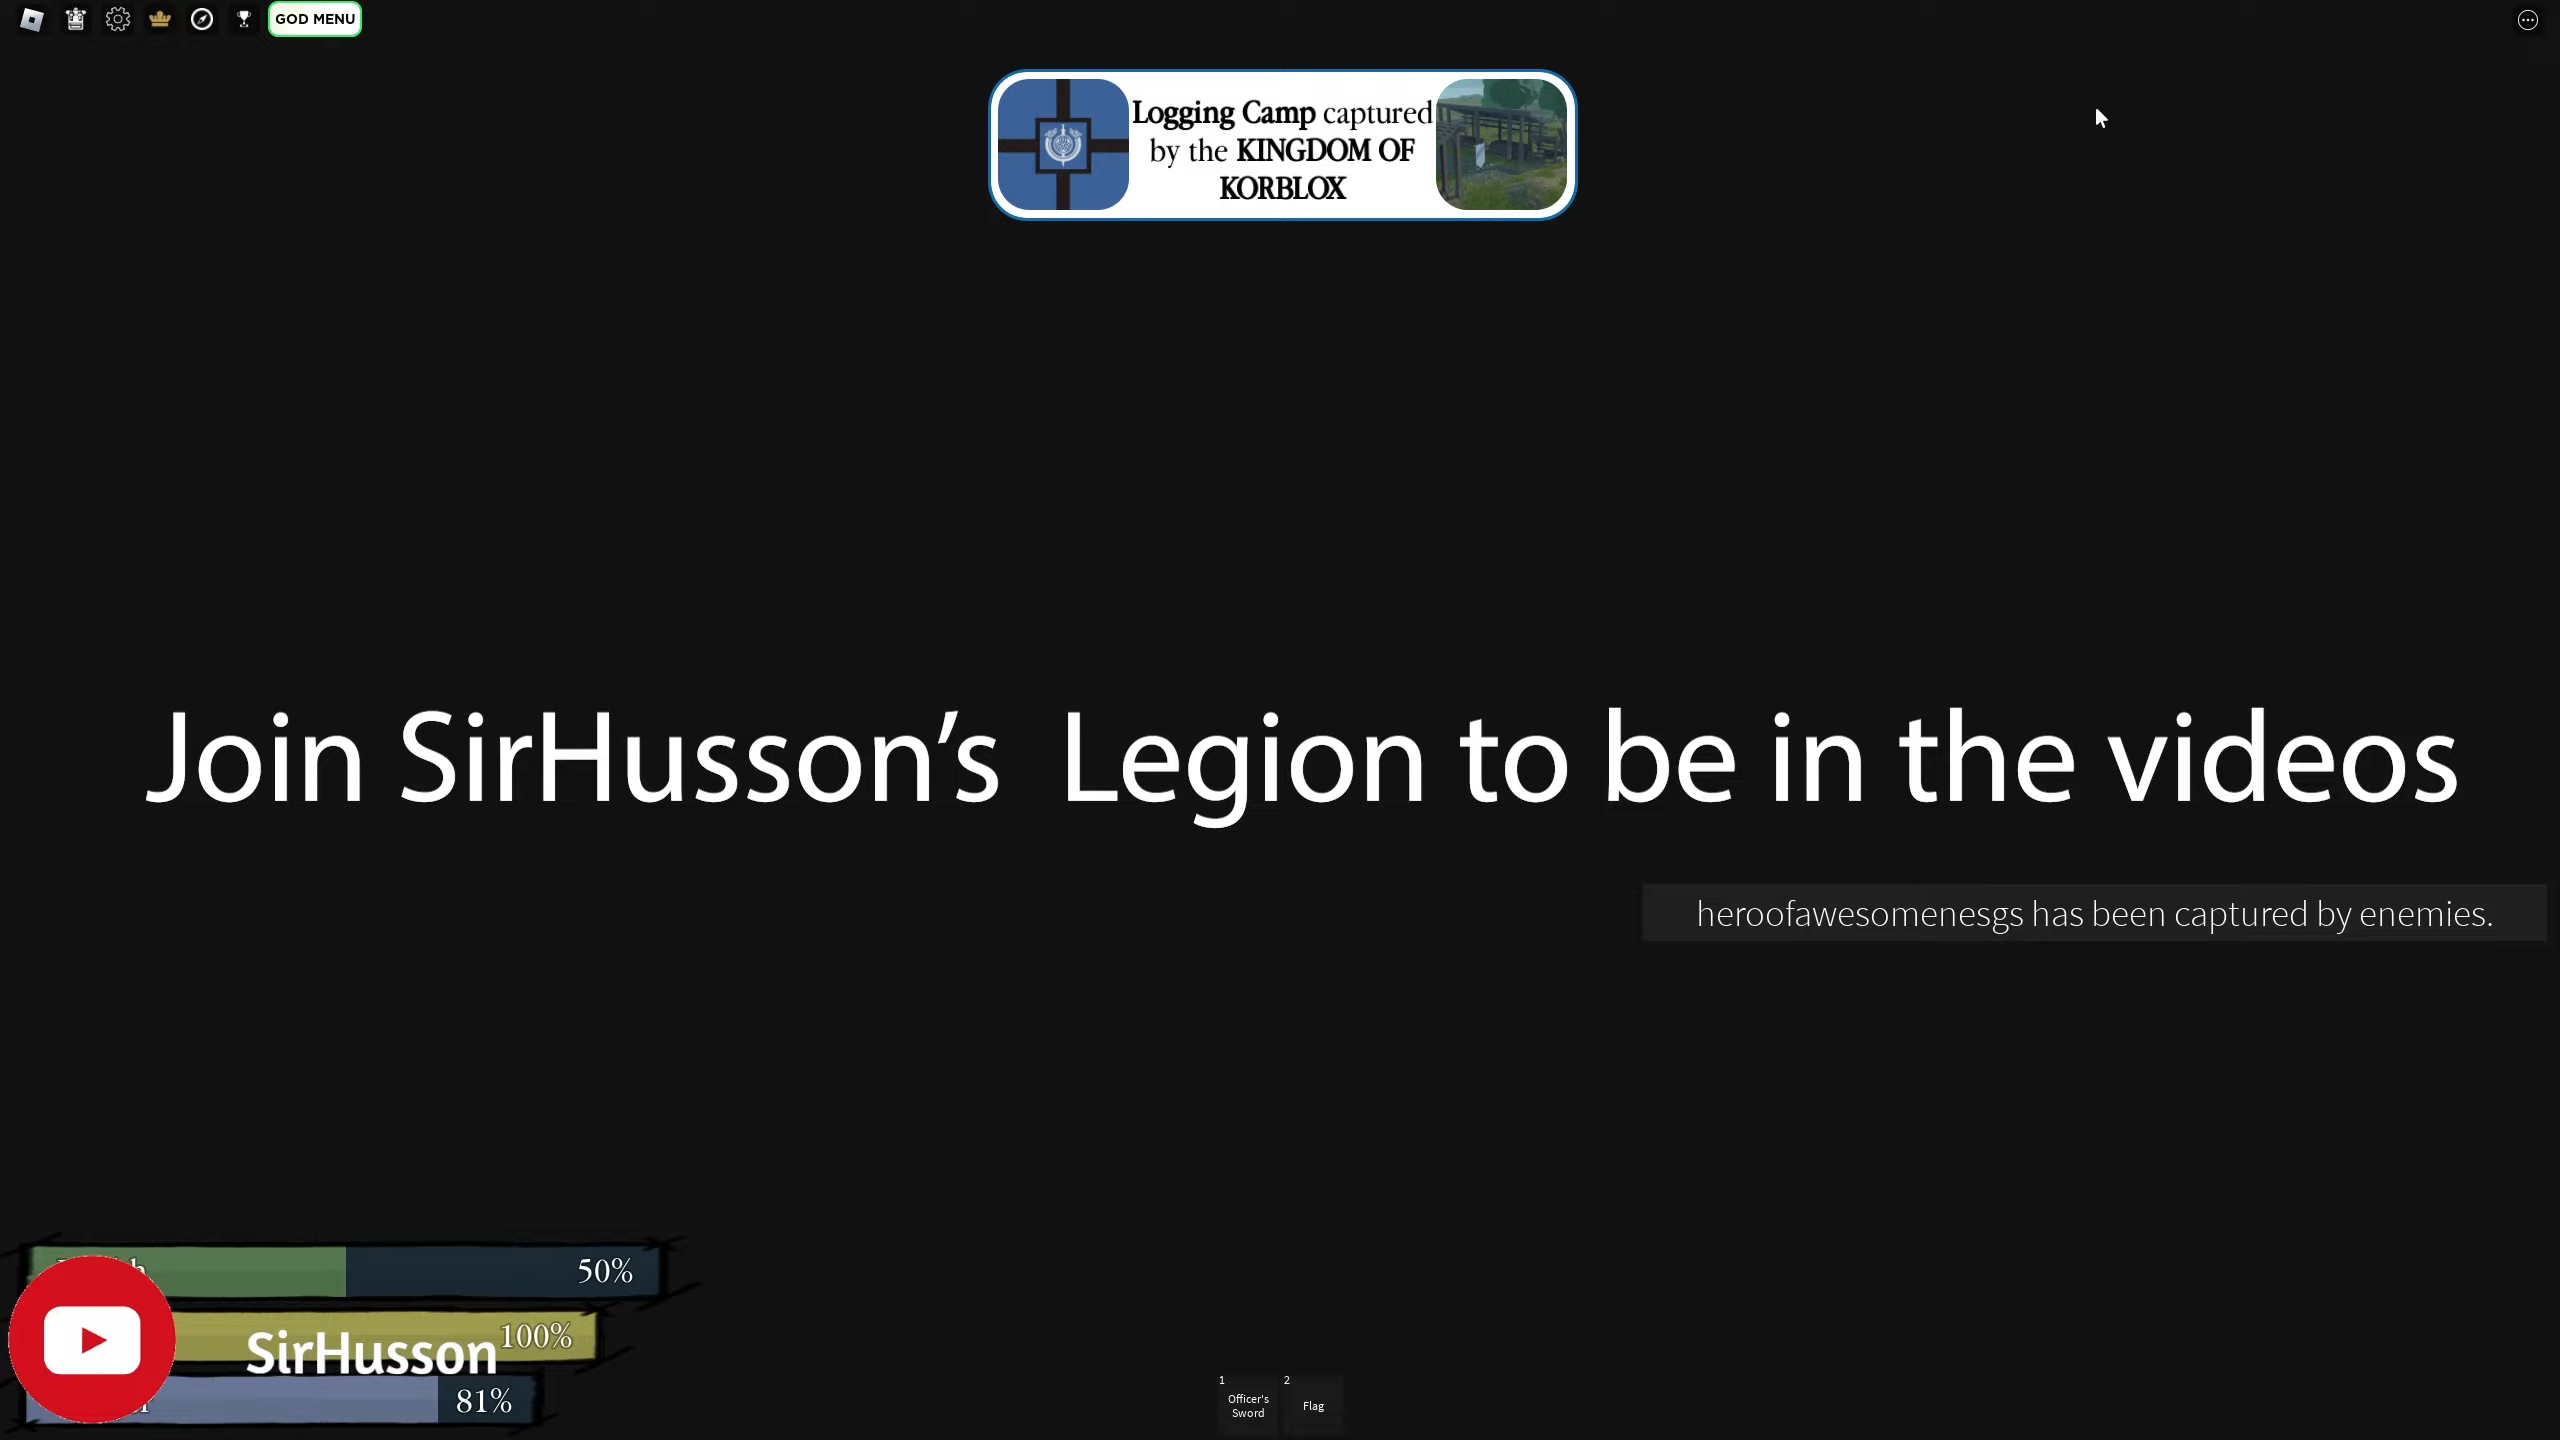 GOD MENU
Logging Camp captured
by the KINGDOM OF
KORBLOX
Join SirHusson’s Legion to be in the videos
heroofawesomenesgs has been captured by enemies.
50%
100%
SirHusson
81%
1
Officer's
Sword
2
Flag